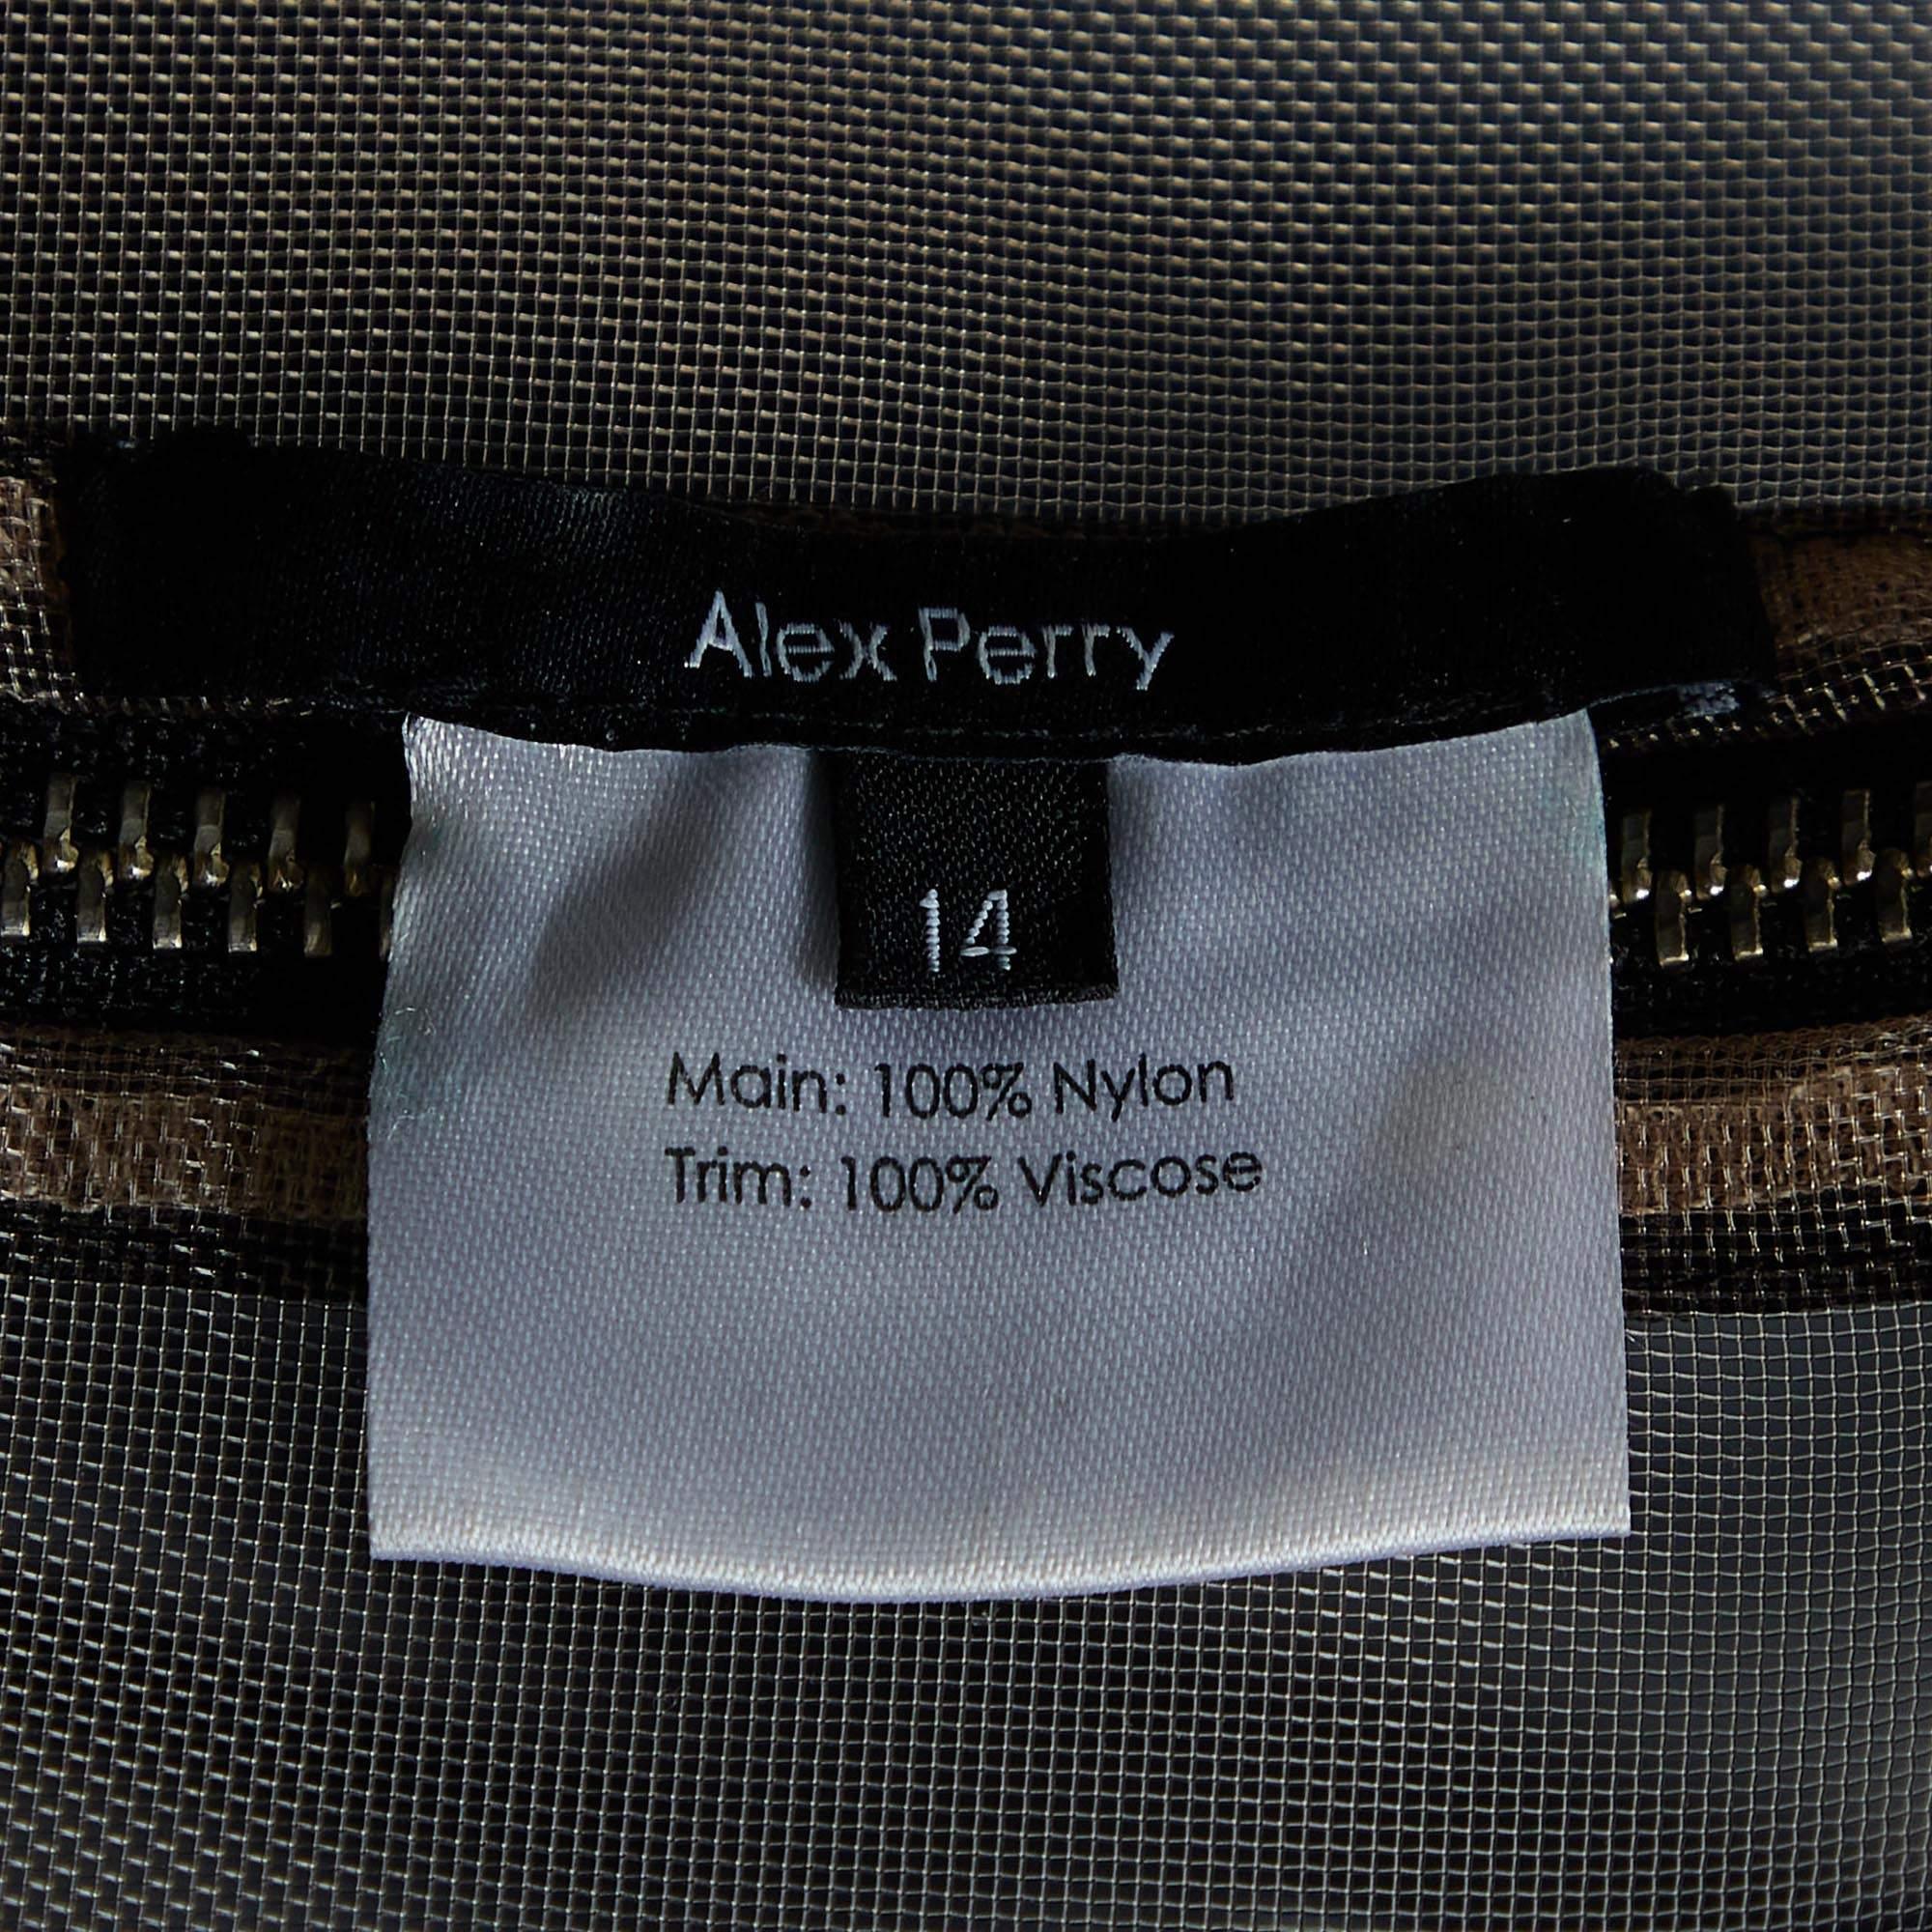 Alex Perry
14
Main: 100% Nylon
Trim: 100% Viscose